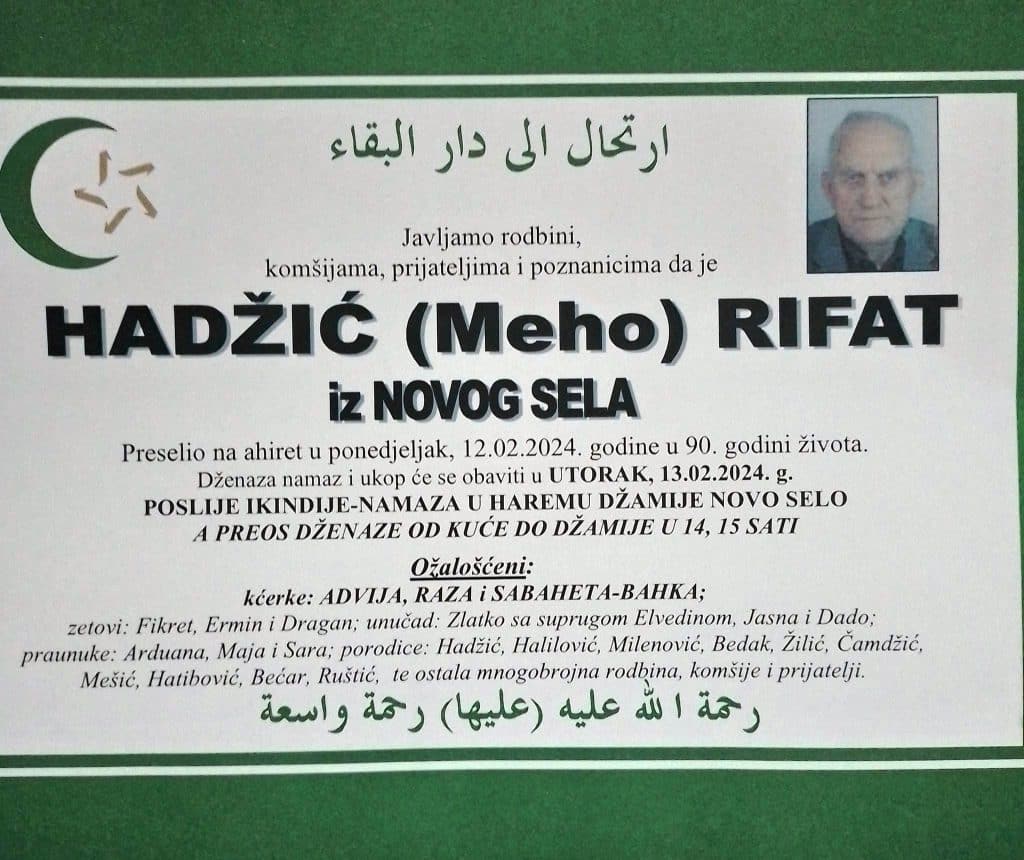 ارتحال الى دار البقاء
Javljamo rodbini,
komšijama, prijateljima i poznanicima da je
HADŽIĆ (Meho) RIFAT
iz NOVOG SELA
Preselio na ahiret u ponedjeljak, 12.02.2024. godine u 90. godini života.
Dženaza namaz i ukop će se obaviti u UTORAK, 13.02.2024. g.
POSLIJE IKINDIJE-NAMAZA U HAREMU DŽAMIJE NOVO SELO
A PREOS DŽENAZE OD KUĆE DO DŽAMIJE U 14, 15 SATI
Ožalošćeni:
kćerke: ADVIJA, RAZA i SABAHETA-BAHKA;
zetovi: Fikret, Ermin i Dragan; unučad: Zlatko sa suprugom Elvedinom, Jasna i Dado;
praunuke: Arduana, Maja i Sara; porodice: Hadžić, Halilović, Milenović, Bedak, Žilić, Čamdžić,
Mešić, Hatibović, Bećar, Ruštić, te ostala mnogobrojna rodbina, komšije i prijatelji.
رحمة الله عليه (عليها) رحمة واسعة